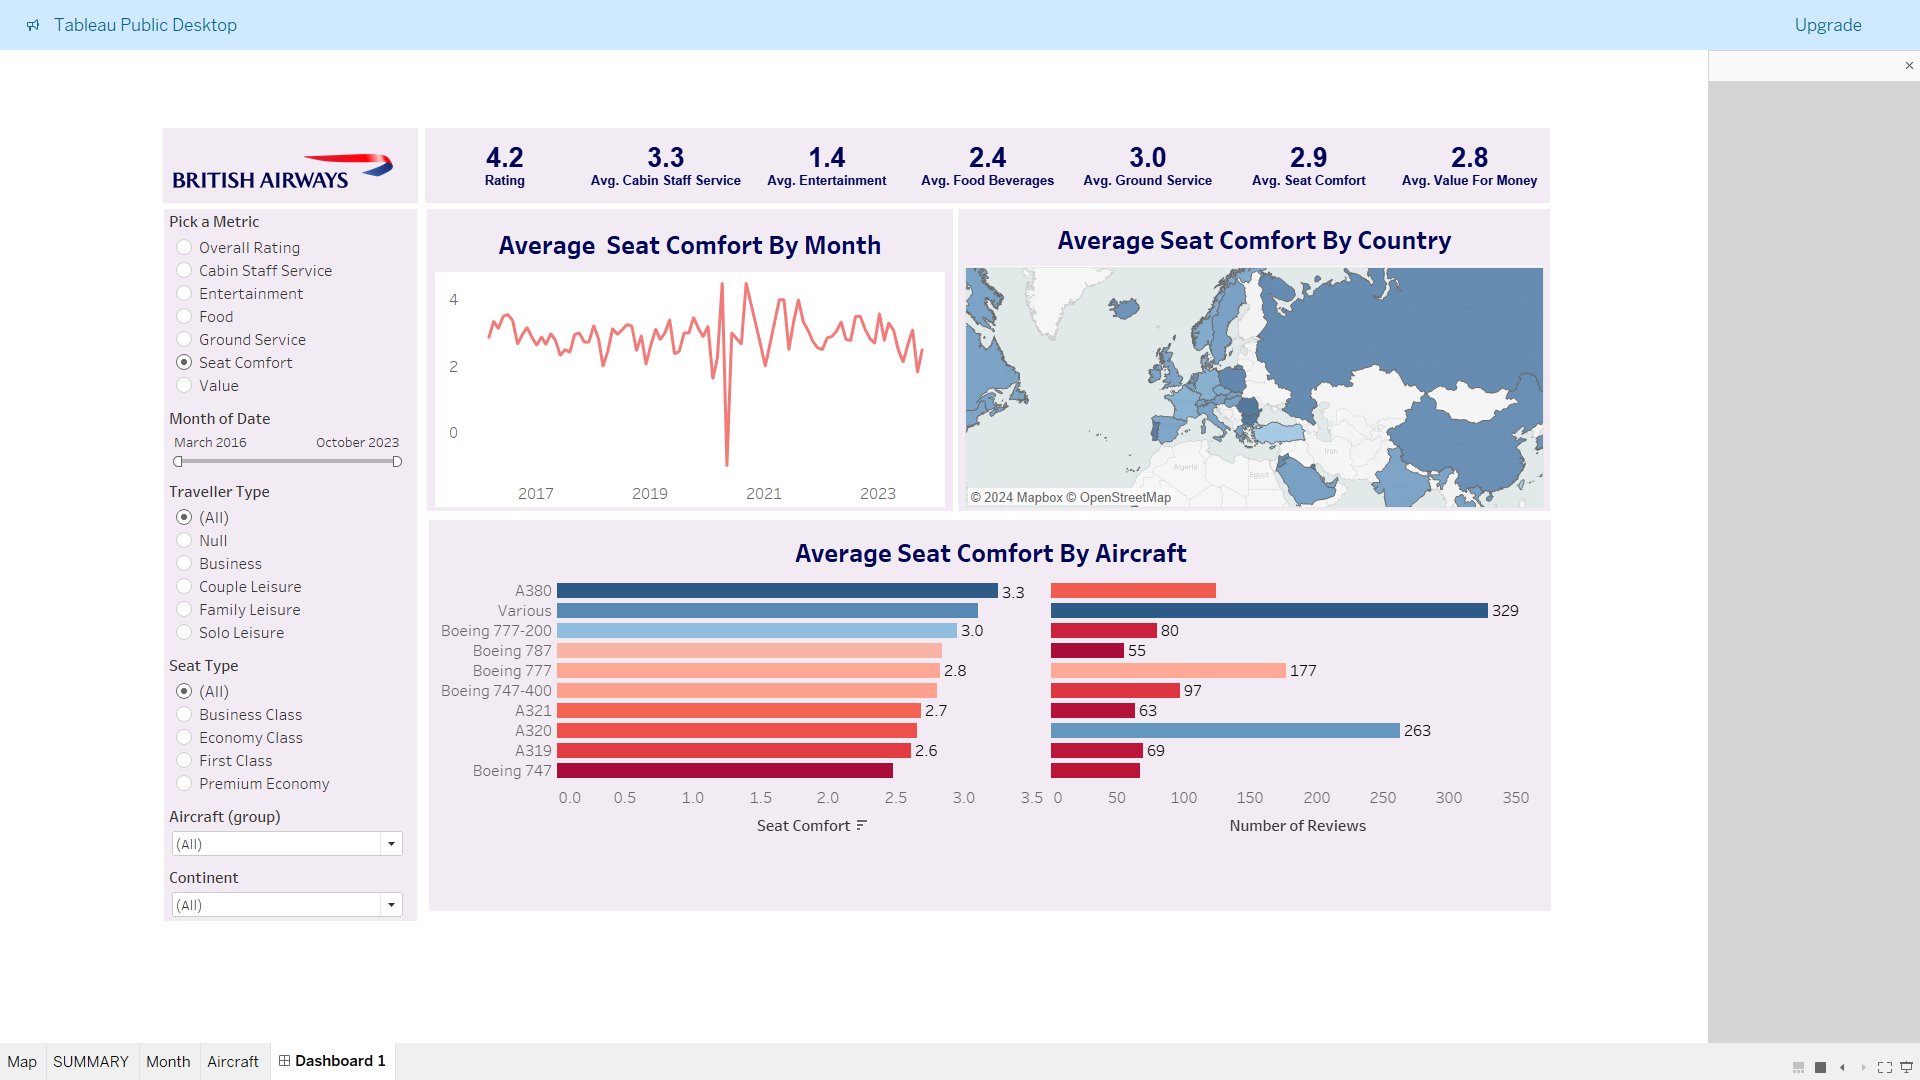 Tableau Public Desktop
Upgrade
BRITISH AIRWAYS
4.2
Rating
3.3
Avg. Cabin Staff Service
1.4
Avg. Entertainment
2.4
Avg. Food Beverages
3.0
Avg. Ground Service
2.9
Avg. Seat Comfort
2.8
Avg. Value For Money
Pick a Metric
Overall Rating
Cabin Staff Service
Entertainment
Food
Ground Service
Seat Comfort
Value
Month of Date
March 2016 October 2023
Traveller Type
(All)
Null
Business
Couple Leisure
Family Leisure
Solo Leisure
Seat Type
(All)
Business Class
Economy Class
First Class
Premium Economy
Aircraft (group)
(All)
Continent
(All)
Average Seat Comfort By Month
4
2
0
2017 2019 2021 2023
Average Seat Comfort By Country
Algeria
Egypt
Iran
© 2024 Mapbox © OpenStreetMap
Average Seat Comfort By Aircraft
A380 3.3
Various 329
Boeing 777-200 3.0 80
Boeing 787 55
Boeing 777 2.8 177
Boeing 747-400 97
A321 2.7 63
A320 263
A319 2.6 69
Boeing 747
0.0 0.5 1.0 1.5 2.0 2.5 3.0 3.5 0 50 100 150 200 250 300 350
Seat Comfort Number of Reviews
Map SUMMARY Month Aircraft Dashboard 1